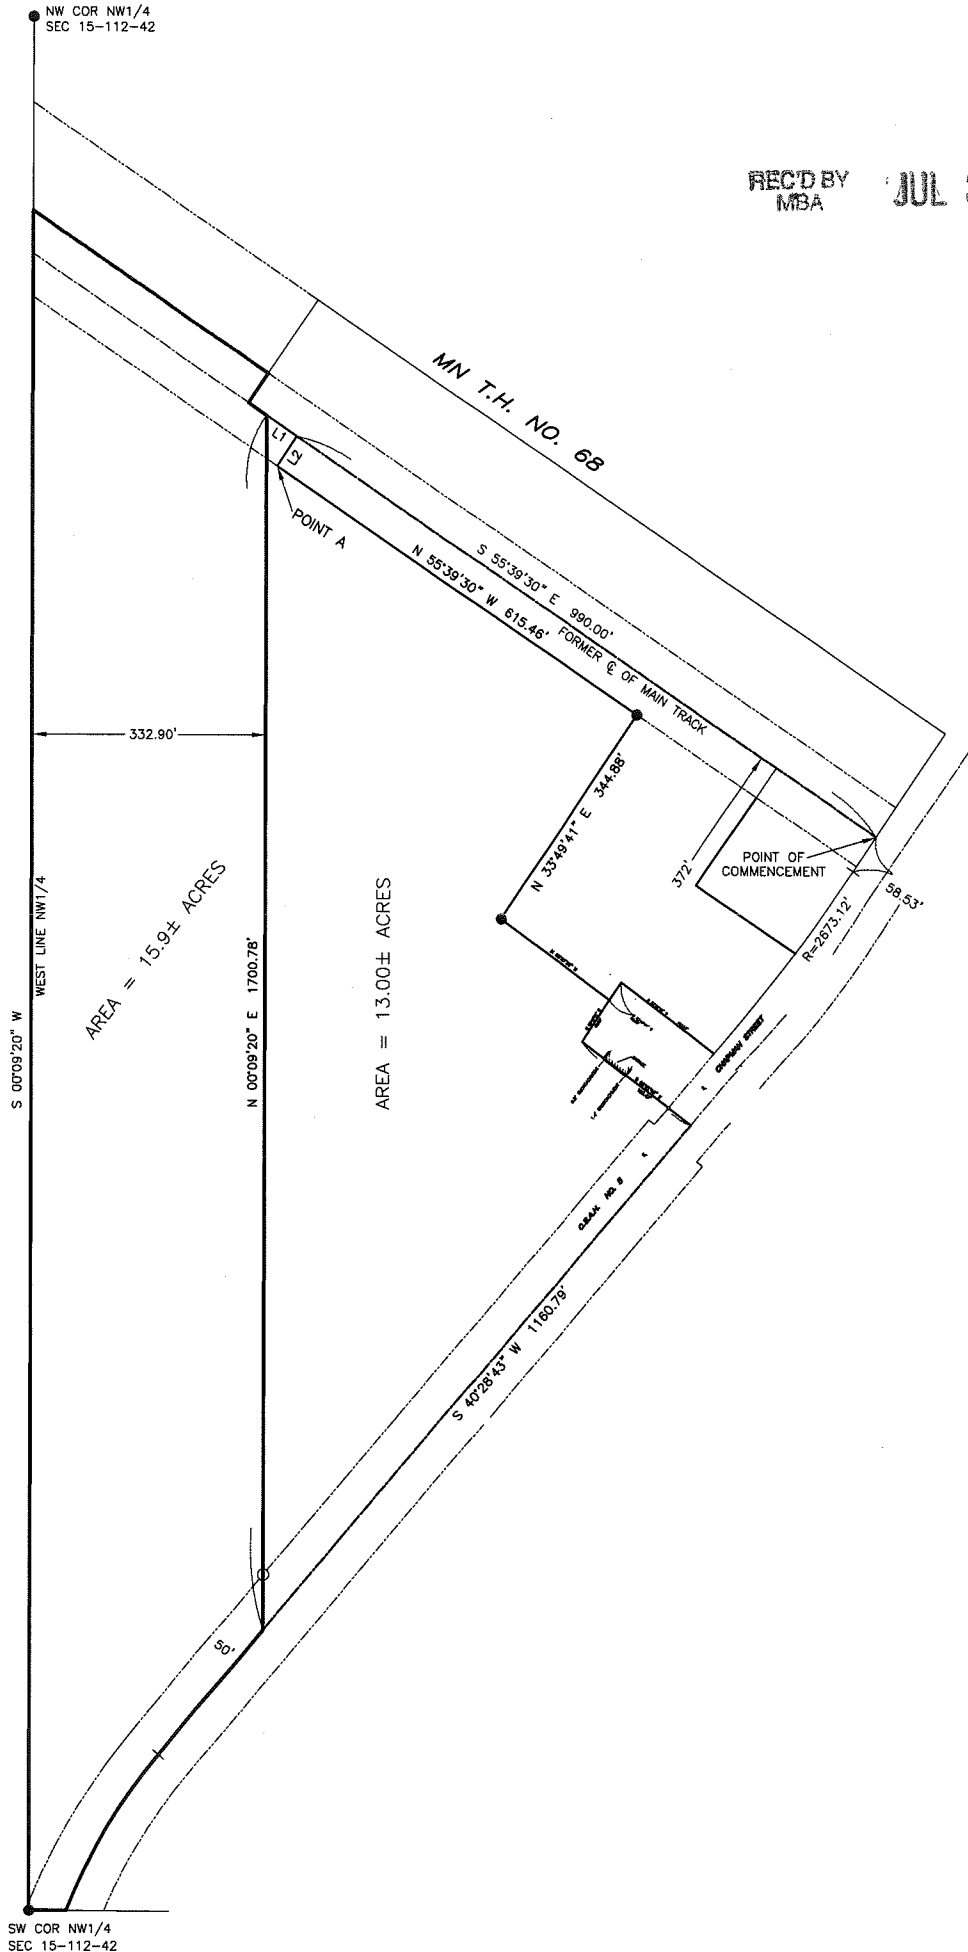 NW COR NW1/4
SEC 15-112-42
REC'D BY
MBA
JUL
MN T.H. NO. 68
L1
L2
POINT A
S 55°39'30" E 990.00'
N 55°39'30" W 615.46'
FORMER ℄ OF MAIN TRACK
332.90'
N 33°49'41" E 344.88'
372'
POINT OF
COMMENCEMENT
58.53'
R=2673.12'
AREA = 15.9± ACRES
WEST LINE NW1/4
S 00°09'20" W
N 00°09'20" E 1700.78'
AREA = 13.00± ACRES
CHAPMAN STREET
C.S.A.H. NO. 8
S 40°28'43" W 1160.79'
50'
SW COR NW1/4
SEC 15-112-42